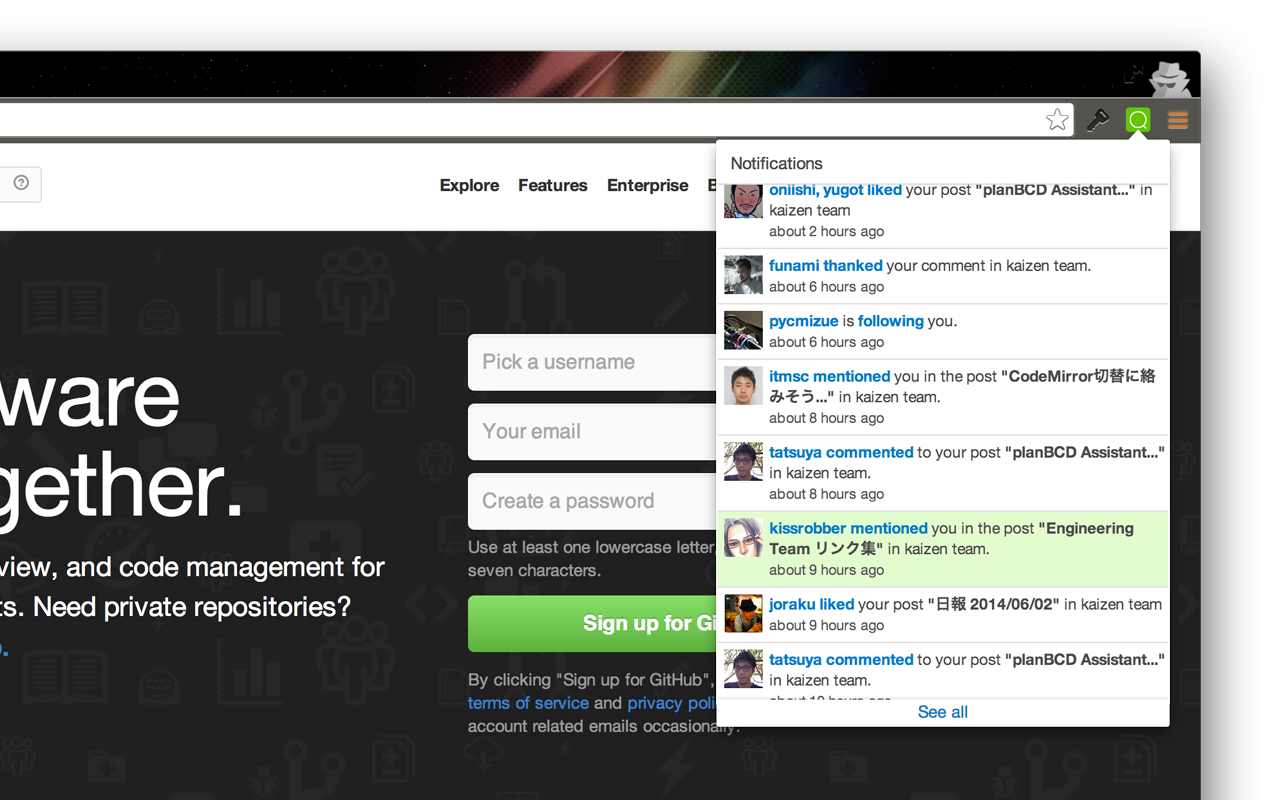 Explore Features Enterprise B
ware
gether.
view, and code management for
ts. Need private repositories?
Pick a username
Your email
Create a password
Use at least one lowercase letter,
seven characters.
Sign up for Gi
By clicking "Sign up for GitHub",
terms of service and privacy poli
account related emails occasionally.
Notifications
oniishi, yugot liked your post "planBCD Assistant..." in
kaizen team
about 2 hours ago
funami thanked your comment in kaizen team.
about 6 hours ago
pycmizue is following you.
about 6 hours ago
itmsc mentioned you in the post "CodeMirror切替に絡
みそう..." in kaizen team.
about 8 hours ago
tatsuya commented to your post "planBCD Assistant..."
in kaizen team.
about 8 hours ago
kissrobber mentioned you in the post "Engineering
Team リンク集" in kaizen team.
about 9 hours ago
joraku liked your post "日報 2014/06/02" in kaizen team
about 9 hours ago
tatsuya commented to your post "planBCD Assistant..."
in kaizen team.
about 10 hours ago
See all